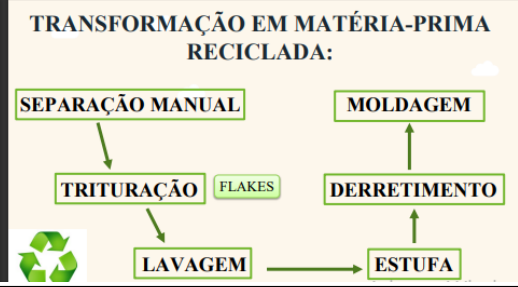 TRANSFORMAÇÃO EM MATÉRIA-PRIMA
RECICLADA:
SEPARAÇÃO MANUAL
TRITURAÇÃO
FLAKES
LAVAGEM
ESTUFA
DERRETIMENTO
MOLDAGEM